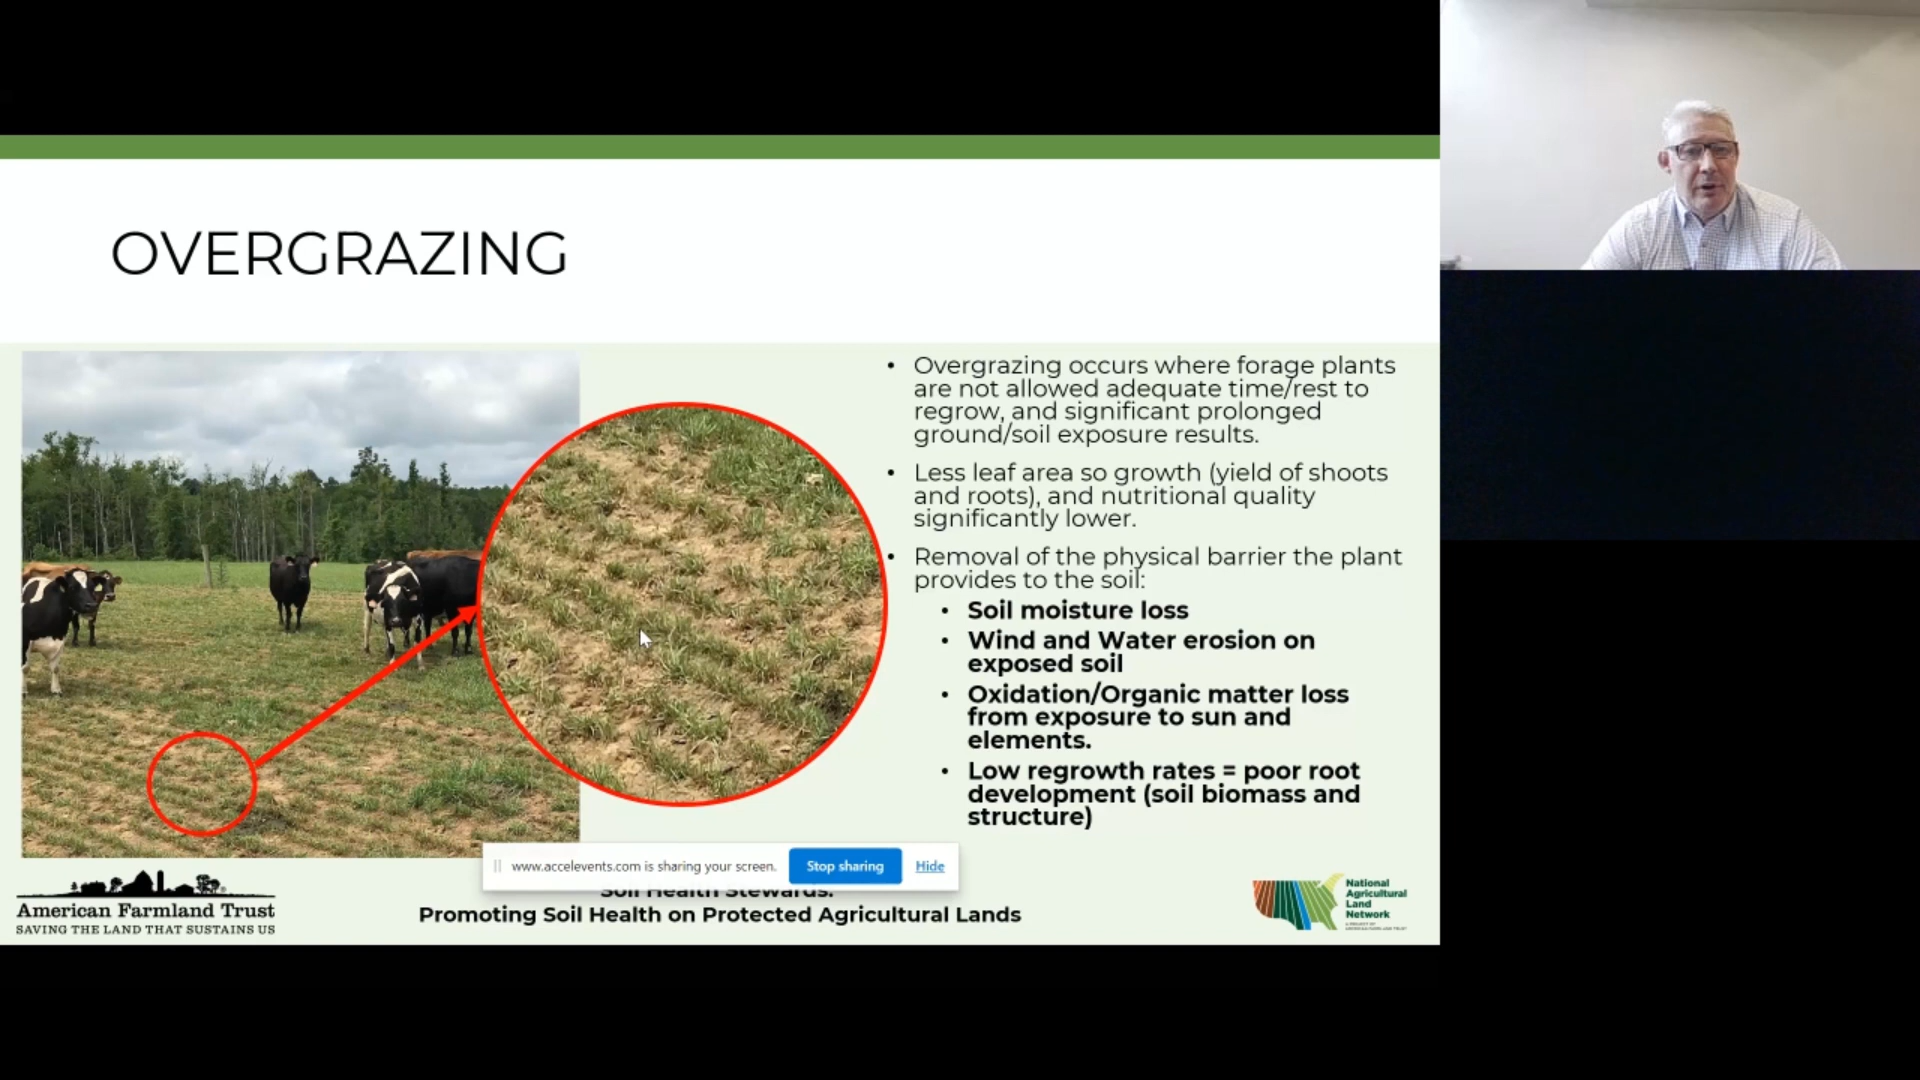 OVERGRAZING
• Overgrazing occurs where forage plants
are not allowed adequate time/rest to
regrow, and significant prolonged
ground/soil exposure results.
• Less leaf area so growth (yield of shoots
and roots), and nutritional quality
significantly lower.
• Removal of the physical barrier the plant
provides to the soil:
• Soil moisture loss
• Wind and Water erosion on
exposed soil
• Oxidation/Organic matter loss
from exposure to sun and
elements.
• Low regrowth rates = poor root
development (soil biomass and
structure)
www.accelevents.com is sharing your screen.
Stop sharing
Hide
American Farmland Trust
SAVING THE LAND THAT SUSTAINS US
Soil Health Stewards:
Promoting Soil Health on Protected Agricultural Lands
National
Agricultural
Land
Network